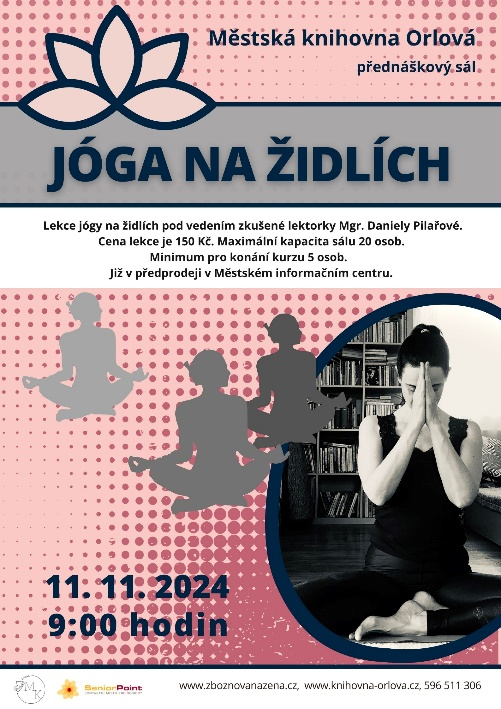 Městská knihovna Orlová
přednáškový sál
JÓGA NA ŽIDLÍCH
Lekce jógy na židlích pod vedením zkušené lektorky Mgr. Daniely Pilařové.
Cena lekce je 150 Kč. Maximální kapacita sálu 20 osob.
Minimum pro konání kurzu 5 osob.
Již v předprodeji v Městském informačním centru.
11. 11. 2024
9:00 hodin
SeniorPoint
www.zboznovanazena.cz, www.knihovna-orlova.cz, 596 511 306